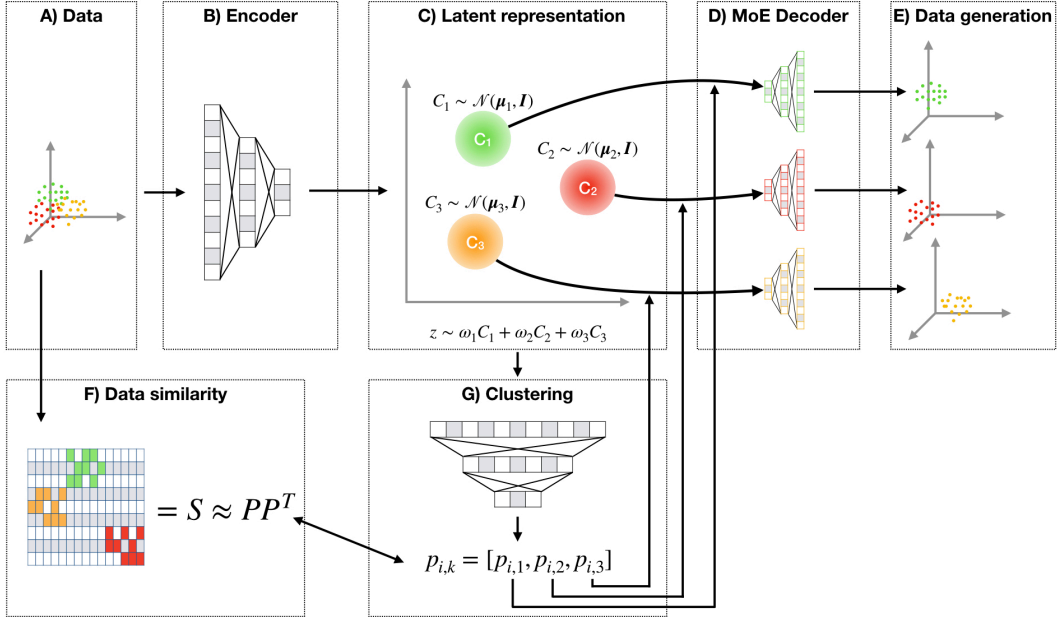 A) Data
B) Encoder
C) Latent representation
D) MoE Decoder
E) Data generation
C₁ ∼ 𝒩(μ₁, I)
C₁
C₂ ∼ 𝒩(μ₂, I)
C₂
C₃ ∼ 𝒩(μ₃, I)
C₃
z ∼ ω₁C₁ + ω₂C₂ + ω₃C₃
F) Data similarity
= S ≈ PPᵀ
G) Clustering
p_{i,k} = [p_{i,1}, p_{i,2}, p_{i,3}]